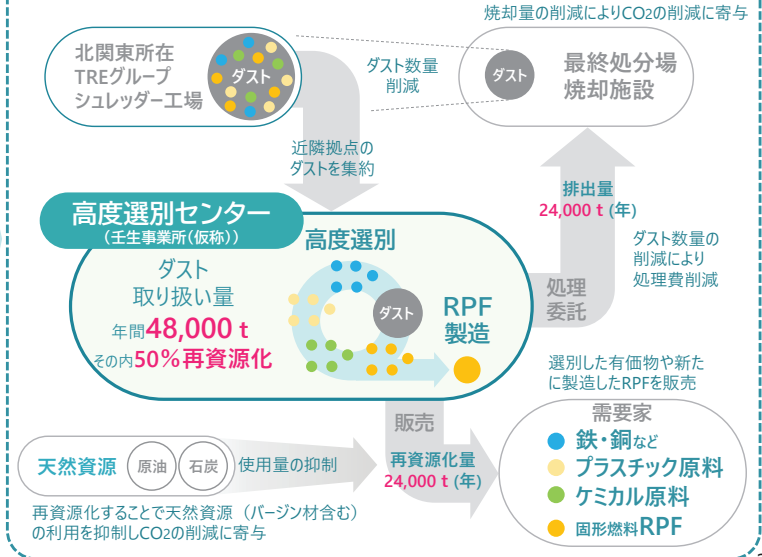 焼却量の削減によりCO2の削減に寄与
北関東所在
TREグループ
シュレッダー工場
ダスト
ダスト数量
削減
ダスト
最終処分場
焼却施設
近隣拠点の
ダストを集約
排出量
24,000 t (年)
ダスト数量の
削減により
処理費削減
高度選別センター
（壬生事業所(仮称)）
ダスト
取り扱い量
年間48,000 t
その内50%再資源化
高度選別
ダスト
RPF
製造
処理
委託
選別した有価物や新た
に製造したRPFを販売
販売
再資源化量
24,000 t (年)
需要家
鉄・銅など
プラスチック原料
ケミカル原料
固形燃料RPF
天然資源
原油
石炭
使用量の抑制
再資源化することで天然資源（バージン材含む）
の利用を抑制しCO2の削減に寄与